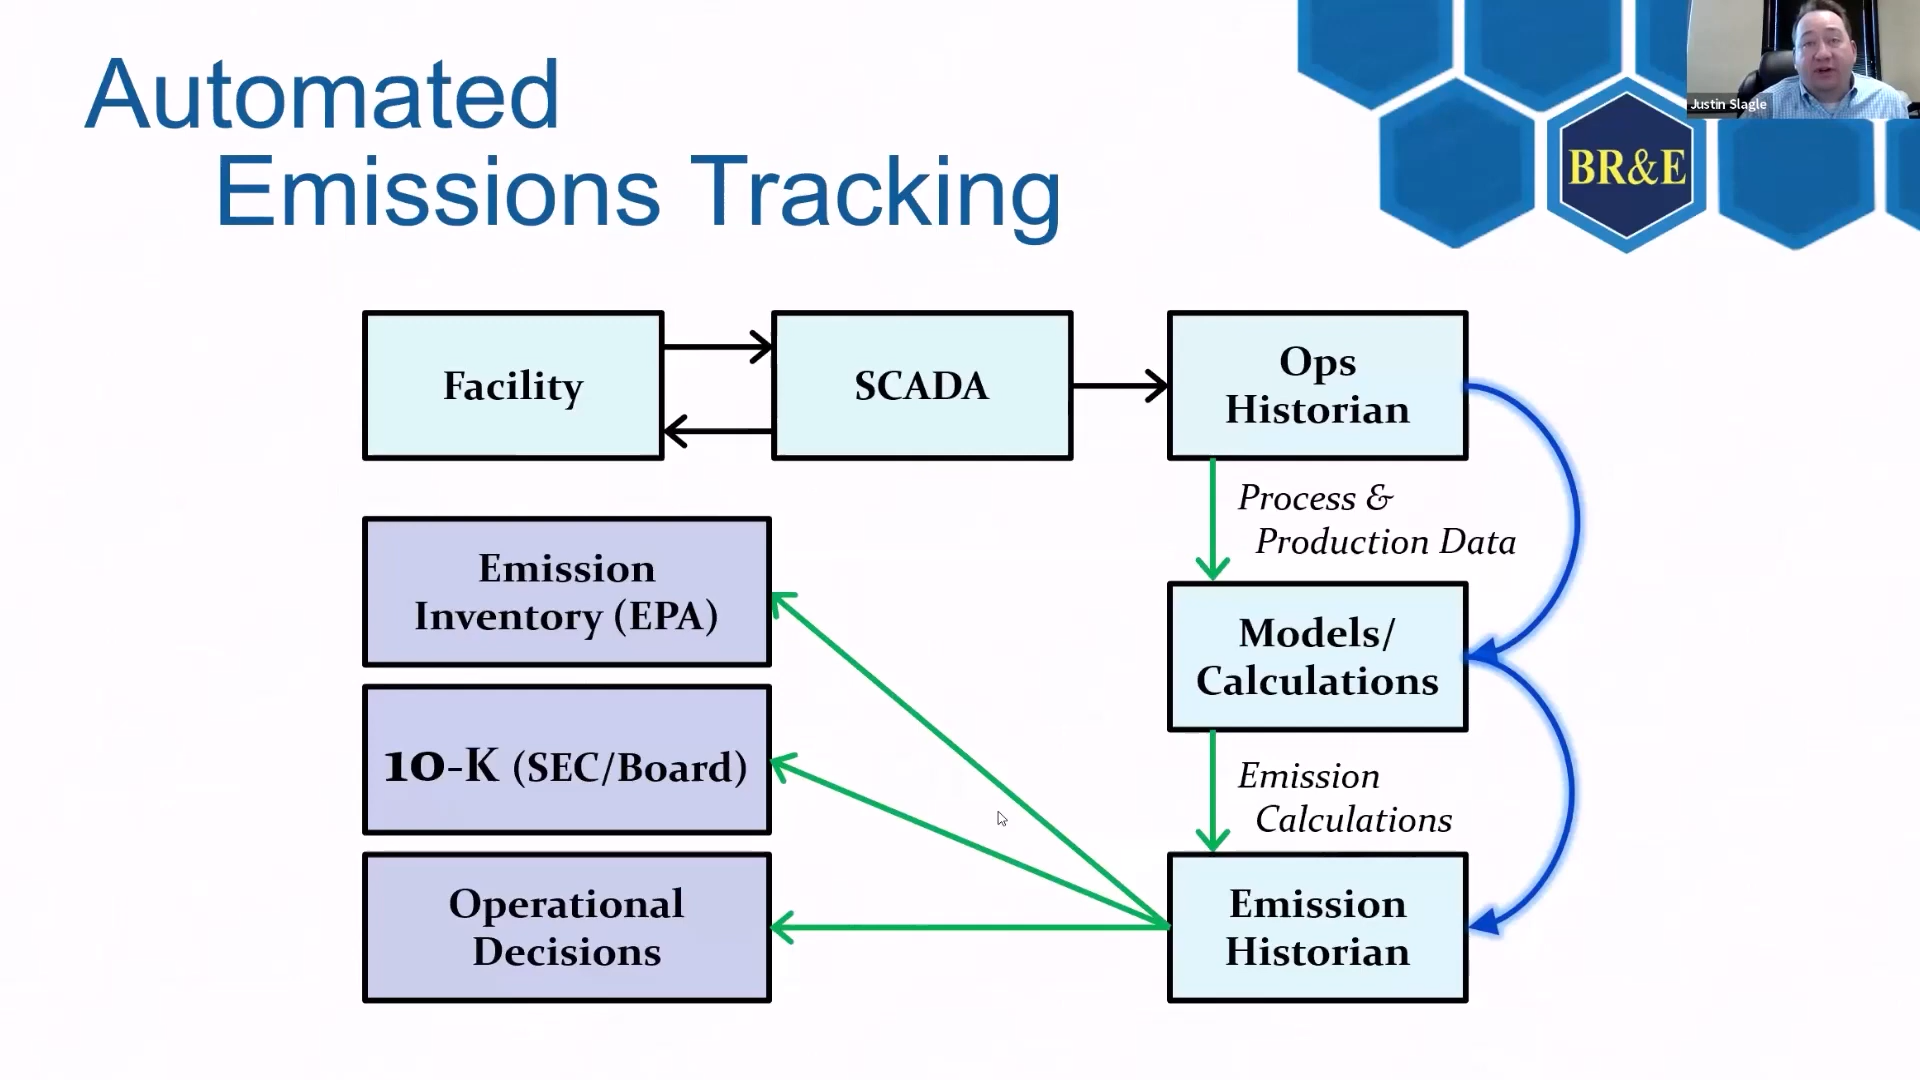 Automated
Emissions Tracking
Justin Slagle
BR&E
Facility
SCADA
Ops
Historian
Process &
Production Data
Emission
Inventory (EPA)
Models/
Calculations
10-K (SEC/Board)
Emission
Calculations
Operational
Decisions
Emission
Historian